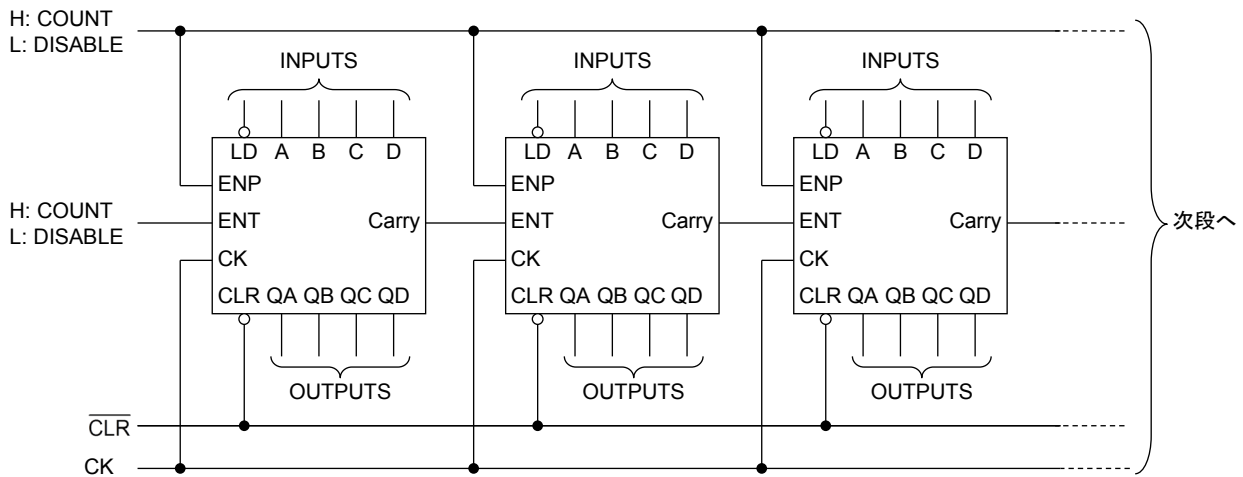 H: COUNT
L: DISABLE
INPUTS
INPUTS
INPUTS
LD A B C D
LD A B C D
LD A B C D
ENP
ENP
ENP
H: COUNT
L: DISABLE
ENT Carry
ENT Carry
ENT Carry
次段へ
CK
CK
CK
CLR QA QB QC QD
CLR QA QB QC QD
CLR QA QB QC QD
OUTPUTS
OUTPUTS
OUTPUTS
C̅L̅R̅
CK